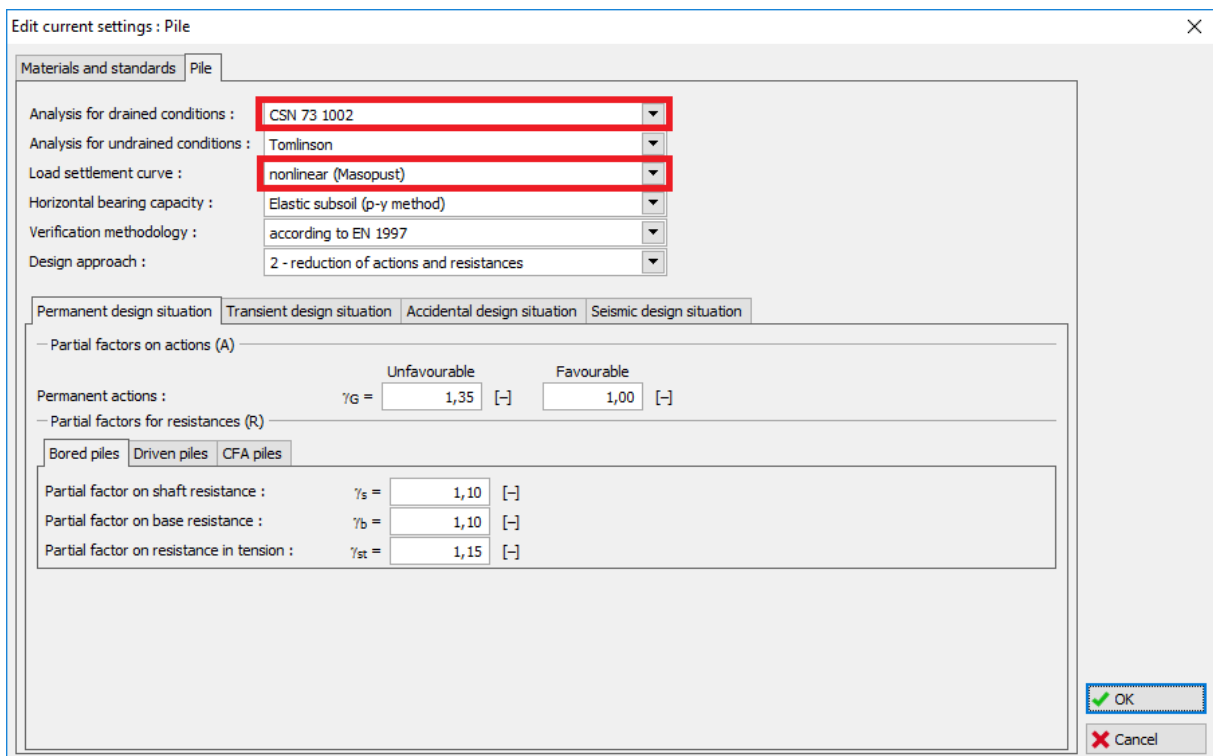 Edit current settings : Pile
Materials and standards Pile
Analysis for drained conditions : CSN 73 1002
Analysis for undrained conditions : Tomlinson
Load settlement curve : nonlinear (Masopust)
Horizontal bearing capacity : Elastic subsoil (p-y method)
Verification methodology : according to EN 1997
Design approach : 2 - reduction of actions and resistances
Permanent design situation Transient design situation Accidental design situation Seismic design situation
Partial factors on actions (A)
Unfavourable Favourable
Permanent actions : γG = 1,35 [–] 1,00 [–]
Partial factors for resistances (R)
Bored piles Driven piles CFA piles
Partial factor on shaft resistance : γs = 1,10 [–]
Partial factor on base resistance : γb = 1,10 [–]
Partial factor on resistance in tension : γst = 1,15 [–]
OK
Cancel